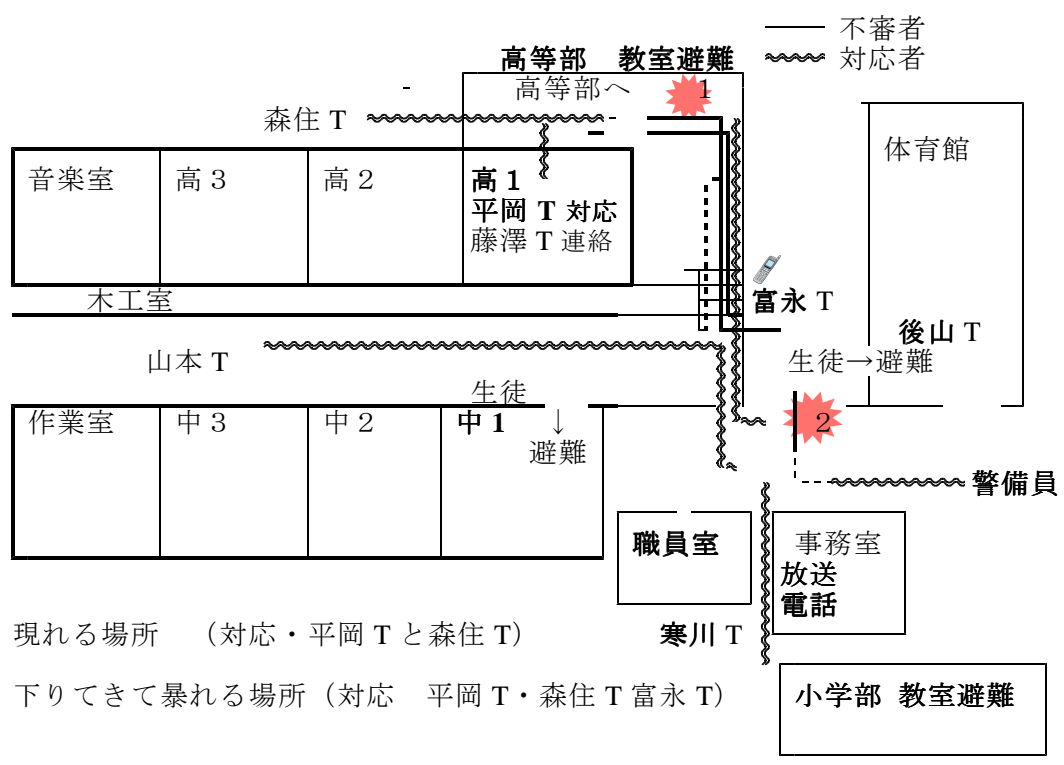 不審者
対応者
高等部 教室避難
高等部へ
1
森住 T
体育館
音楽室
高3
高2
高1
平岡 T 対応
藤澤 T 連絡
木工室
富永 T
後山 T
山本 T
生徒→避難
生徒
作業室
中3
中2
中1
↓
避難
2
警備員
職員室
事務室
放送
電話
現れる場所 (対応・平岡 T と森住 T)
寒川 T
下りてきて暴れる場所(対応 平岡 T・森住 T 富永 T)
小学部 教室避難